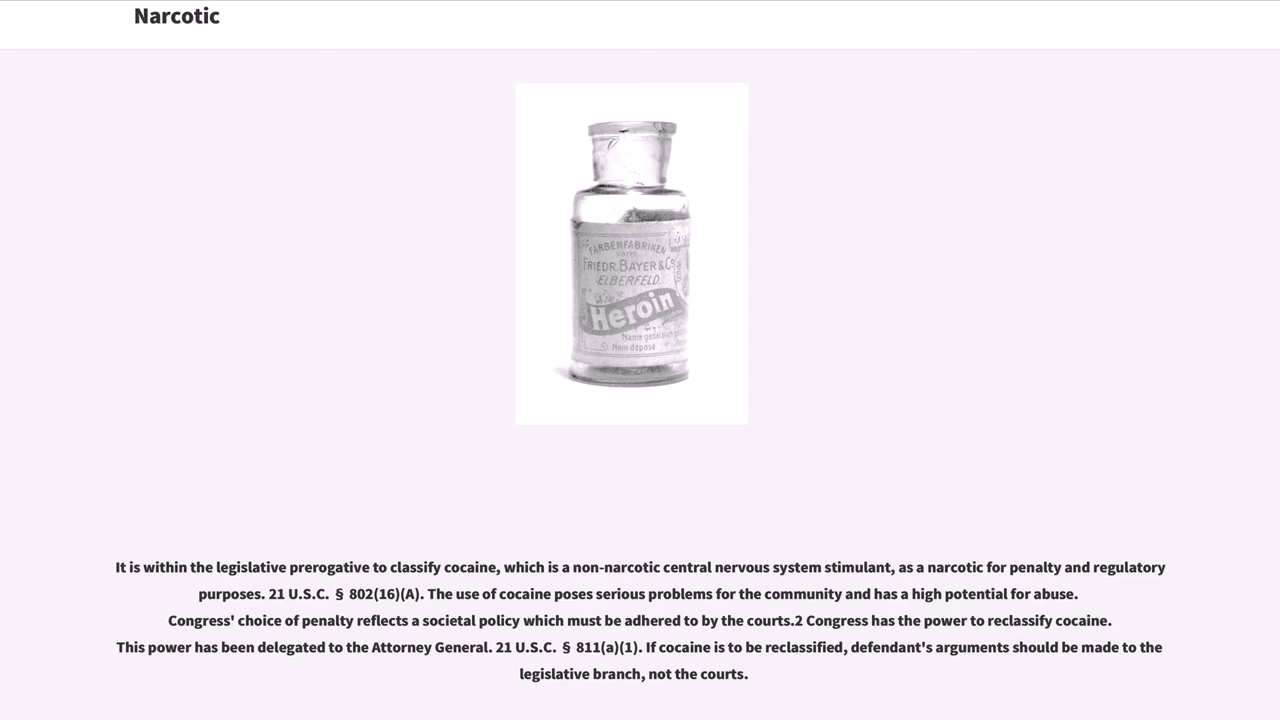 Narcotic
FARBENFABRIKEN
FRIEDR. BAYER & Co
ELBERFELD.
Heroin
Nom déposé
It is within the legislative prerogative to classify cocaine, which is a non-narcotic central nervous system stimulant, as a narcotic for penalty and regulatory
purposes. 21 U.S.C. § 802(16)(A). The use of cocaine poses serious problems for the community and has a high potential for abuse.
Congress' choice of penalty reflects a societal policy which must be adhered to by the courts.2 Congress has the power to reclassify cocaine.
This power has been delegated to the Attorney General. 21 U.S.C. § 811(a)(1). If cocaine is to be reclassified, defendant's arguments should be made to the
legislative branch, not the courts.